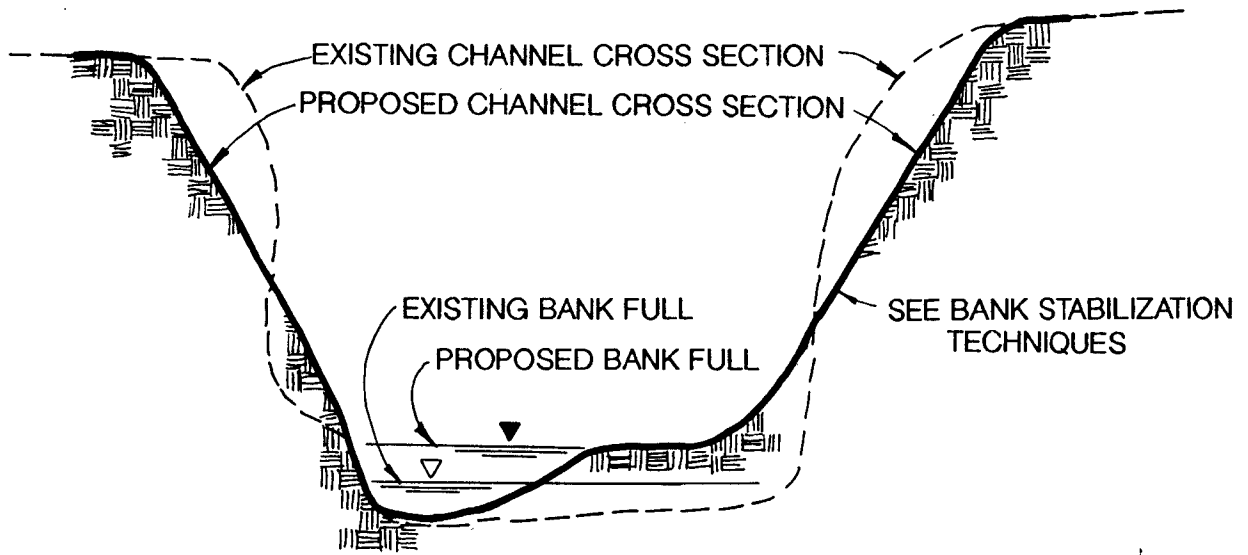 EXISTING CHANNEL CROSS SECTION
PROPOSED CHANNEL CROSS SECTION
EXISTING BANK FULL
SEE BANK STABILIZATION
TECHNIQUES
PROPOSED BANK FULL